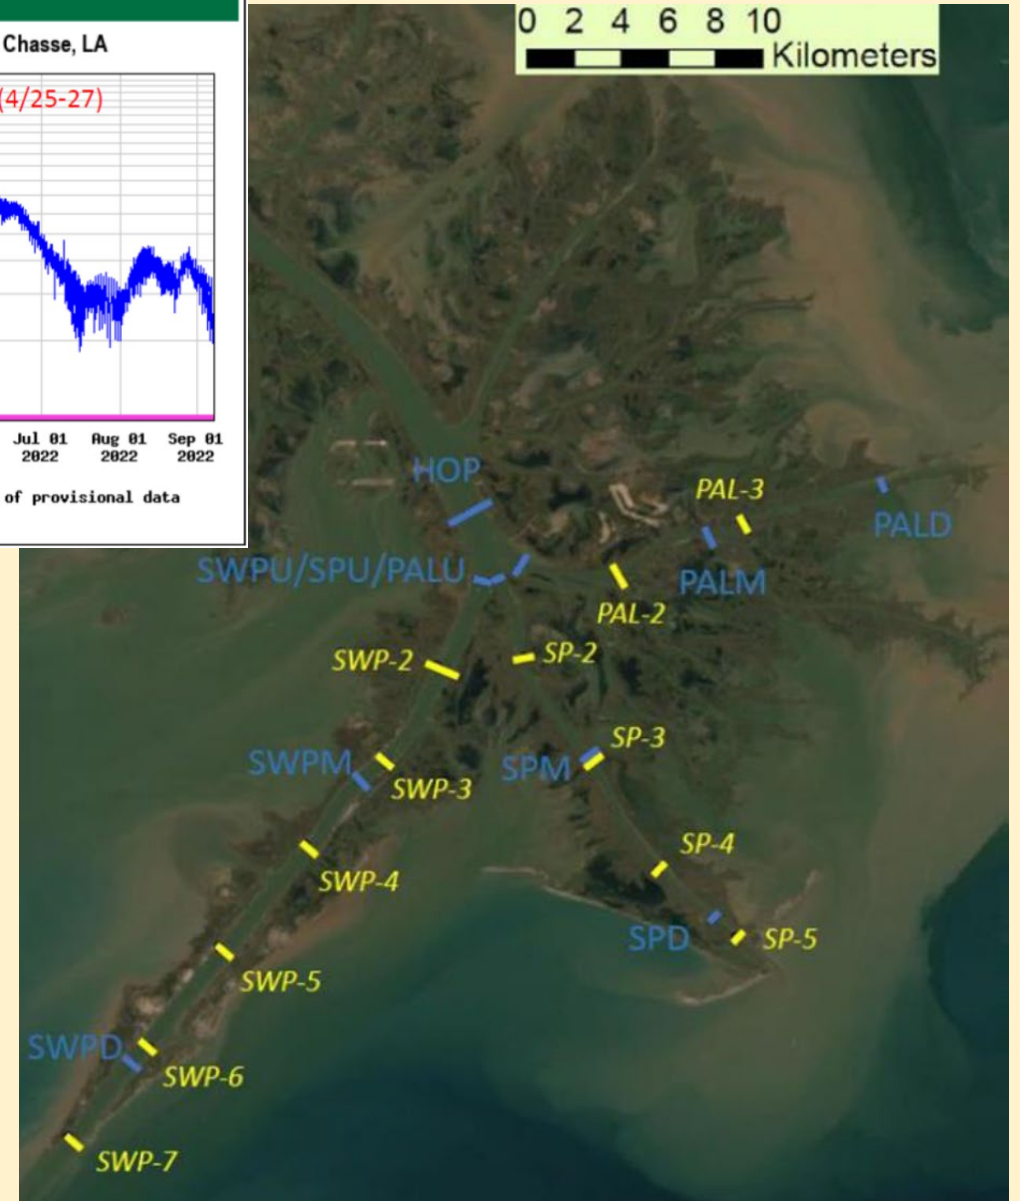 Chasse, LA
(4/25-27)
Jul 01 Aug 01 Sep 01
2022 2022 2022
of provisional data
0 2 4 6 8 10
Kilometers
HOP
PAL-3
PALD
SWPU/SPU/PALU
PALM
PAL-2
SWP-2
SP-2
SP-3
SWPM
SPM
SWP-3
SP-4
SWP-4
SPD
SP-5
SWP-5
SWPD
SWP-6
SWP-7